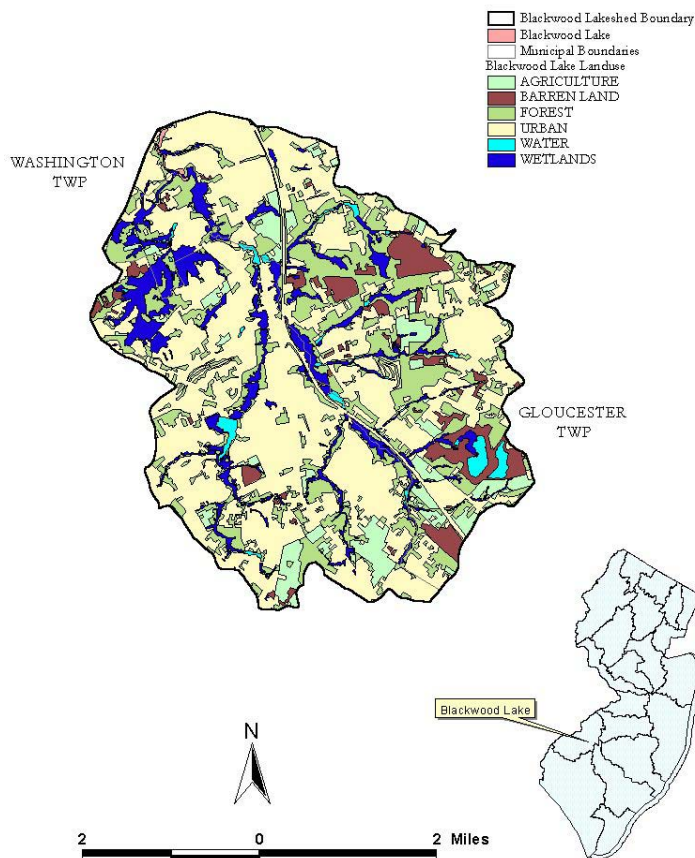 Blackwood Lakeshed Boundary
Blackwood Lake
Municipal Boundaries
Blackwood Lake Landuse
AGRICULTURE
BARREN LAND
FOREST
URBAN
WATER
WETLANDS
WASHINGTON
TWP
GLOUCESTER
TWP
Blackwood Lake
N
2 0 2 Miles